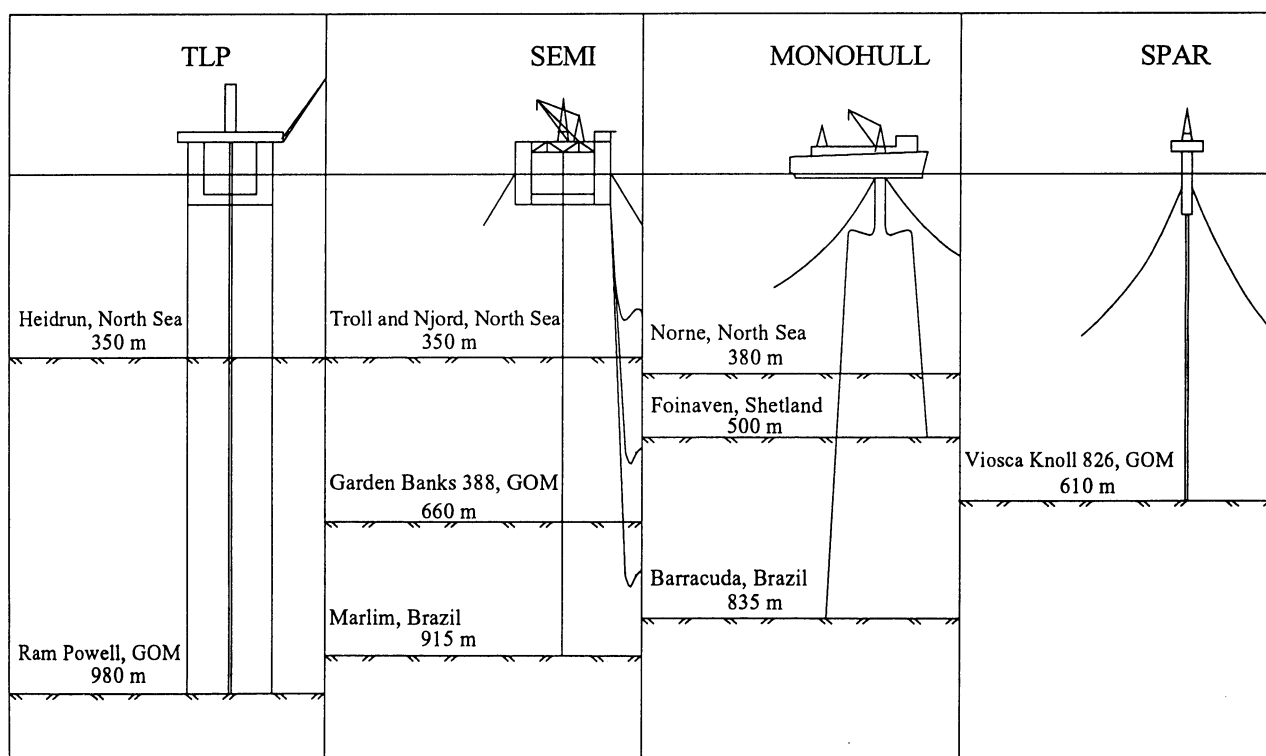 TLP
Heidrun, North Sea
350 m
Ram Powell, GOM
980 m
SEMI
Troll and Njord, North Sea
350 m
Garden Banks 388, GOM
660 m
Marlim, Brazil
915 m
MONOHULL
Norne, North Sea
380 m
Foinaven, Shetland
500 m
Barracuda, Brazil
835 m
SPAR
Viosca Knoll 826, GOM
610 m